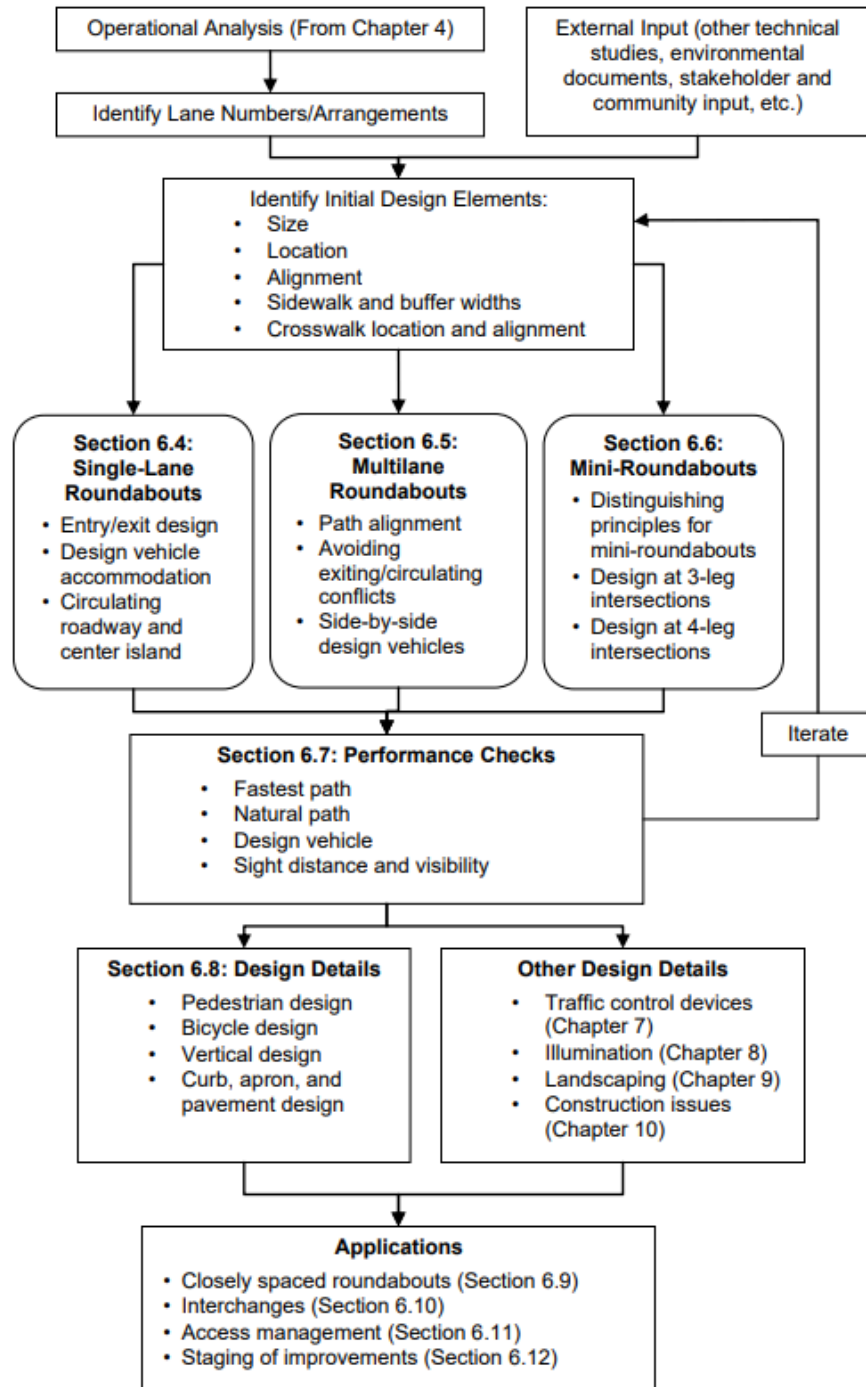 Operational Analysis (From Chapter 4)
External Input (other technical
studies, environmental
documents, stakeholder and
community input, etc.)
Identify Lane Numbers/Arrangements
Identify Initial Design Elements:
• Size
• Location
• Alignment
• Sidewalk and buffer widths
• Crosswalk location and alignment
Section 6.4:
Single-Lane
Roundabouts
• Entry/exit design
• Design vehicle
accommodation
• Circulating
roadway and
center island
Section 6.5:
Multilane
Roundabouts
• Path alignment
• Avoiding
exiting/circulating
conflicts
• Side-by-side
design vehicles
Section 6.6:
Mini-Roundabouts
• Distinguishing
principles for
mini-roundabouts
• Design at 3-leg
intersections
• Design at 4-leg
intersections
Iterate
Section 6.7: Performance Checks
• Fastest path
• Natural path
• Design vehicle
• Sight distance and visibility
Section 6.8: Design Details
• Pedestrian design
• Bicycle design
• Vertical design
• Curb, apron, and
pavement design
Other Design Details
• Traffic control devices
(Chapter 7)
• Illumination (Chapter 8)
• Landscaping (Chapter 9)
• Construction issues
(Chapter 10)
Applications
• Closely spaced roundabouts (Section 6.9)
• Interchanges (Section 6.10)
• Access management (Section 6.11)
• Staging of improvements (Section 6.12)